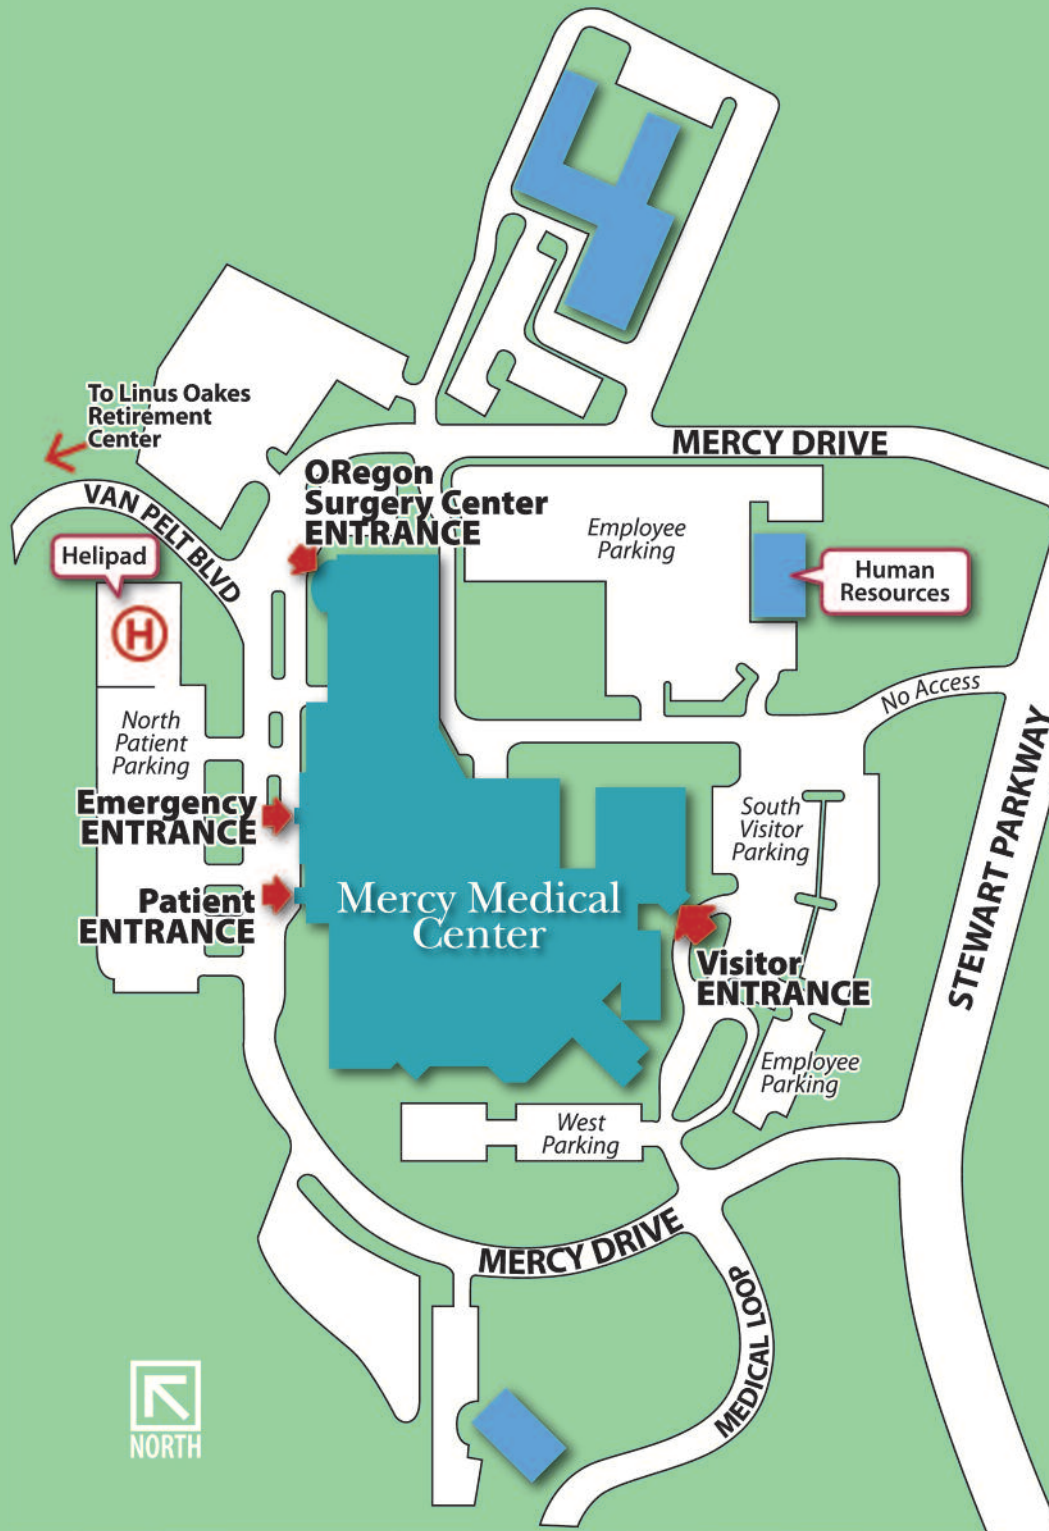 To Linus Oakes
Retirement
Center
MERCY DRIVE
ORegon
Surgery Center
ENTRANCE
VAN PELT BLVD
Helipad
H
Employee
Parking
Human
Resources
No Access
North
Patient
Parking
Emergency
ENTRANCE
South
Visitor
Parking
Patient
ENTRANCE
Mercy Medical
Center
Visitor
ENTRANCE
STEWART PARKWAY
Employee
Parking
West
Parking
MERCY DRIVE
MEDICAL LOOP
NORTH